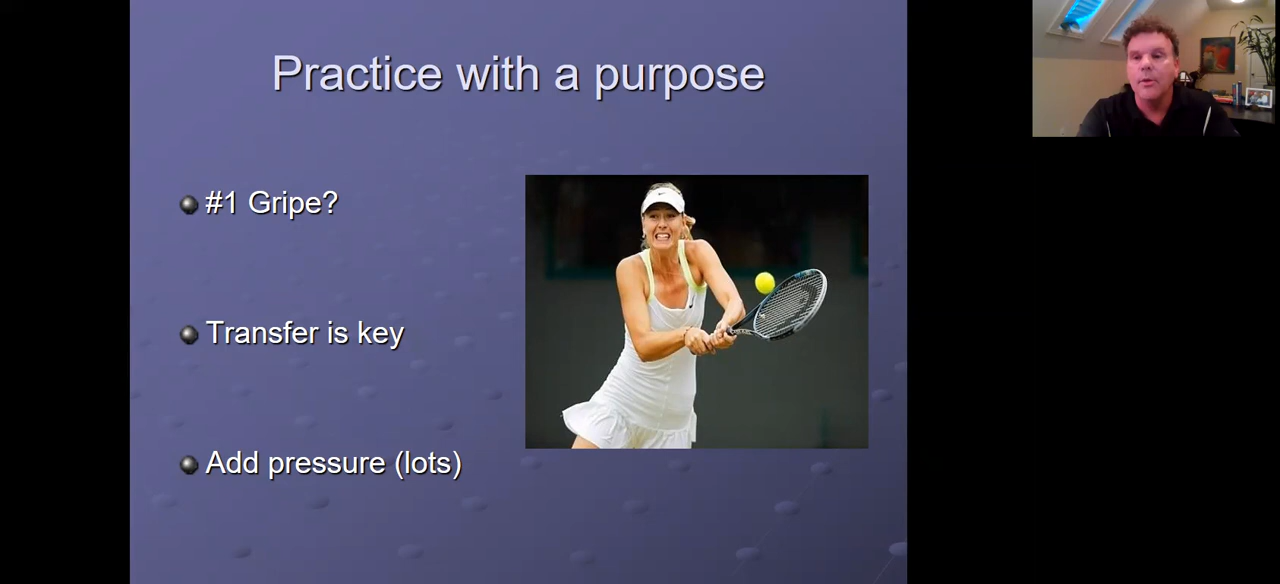 Practice with a purpose
#1 Gripe?
Transfer is key
Add pressure (lots)